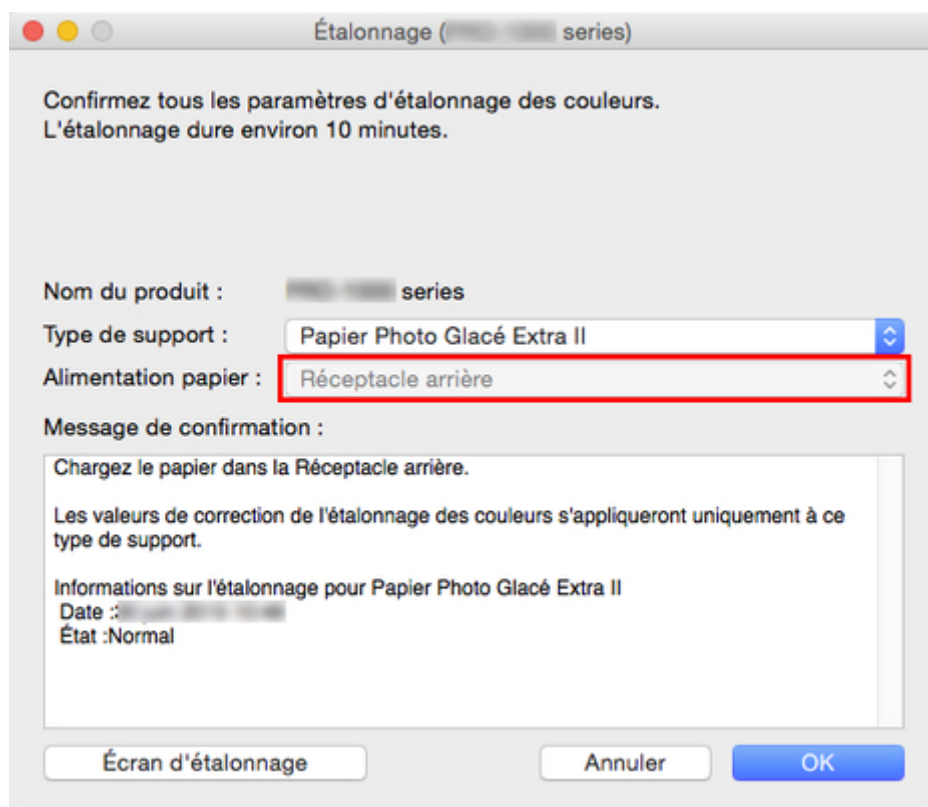 Étalonnage ( series)
Confirmez tous les paramètres d'étalonnage des couleurs.
L'étalonnage dure environ 10 minutes.
Nom du produit : series
Type de support : Papier Photo Glacé Extra II
Alimentation papier : Réceptacle arrière
Message de confirmation :
Chargez le papier dans la Réceptacle arrière.
Les valeurs de correction de l'étalonnage des couleurs s'appliqueront uniquement à ce
type de support.
Informations sur l'étalonnage pour Papier Photo Glacé Extra II
Date :
État :Normal
Écran d'étalonnage Annuler OK